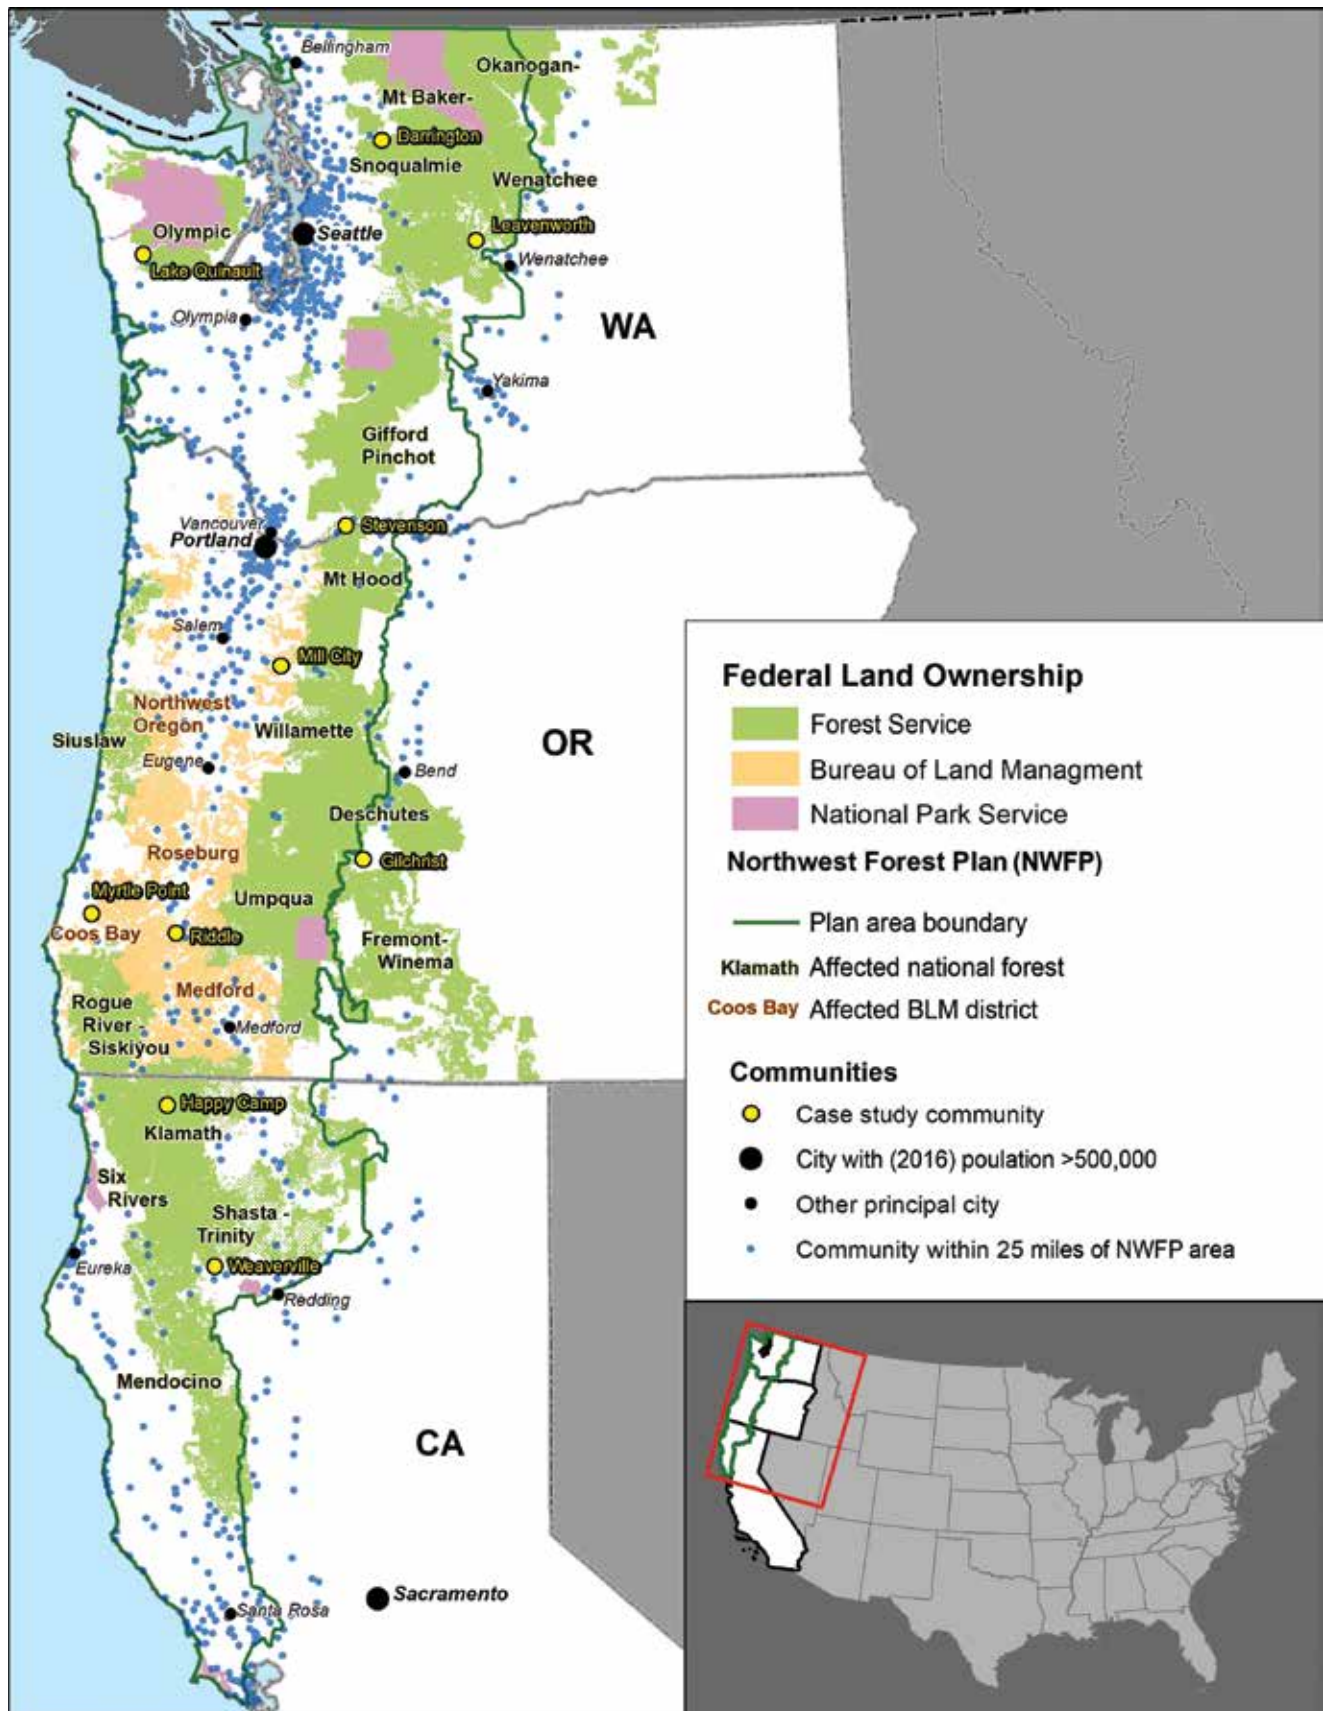 Bellingham
Okanogan-
Mt Baker-
Darrington
Snoqualmie
Wenatchee
Leavenworth
Olympic
Seattle
Lake Quinault
Wenatchee
Olympia
WA
Yakima
Gifford
Pinchot
Vancouver
Stevenson
Portland
Mt Hood
Salem
Mill City
Northwest
Oregon
Willamette
Siuslaw
OR
Eugene
Bend
Deschutes
Roseburg
Gilchrist
Myrtle Point
Umpqua
Coos Bay
Riddle
Fremont-
Winema
Medford
Rogue
River -
Siskiyou
Medford
Happy Camp
Klamath
Six
Rivers
Shasta -
Trinity
Weaverville
Eureka
Redding
Mendocino
CA
Sacramento
Santa Rosa
Federal Land Ownership
Forest Service
Bureau of Land Managment
National Park Service
Northwest Forest Plan (NWFP)
Plan area boundary
Klamath Affected national forest
Coos Bay Affected BLM district
Communities
Case study community
City with (2016) poulation >500,000
Other principal city
Community within 25 miles of NWFP area